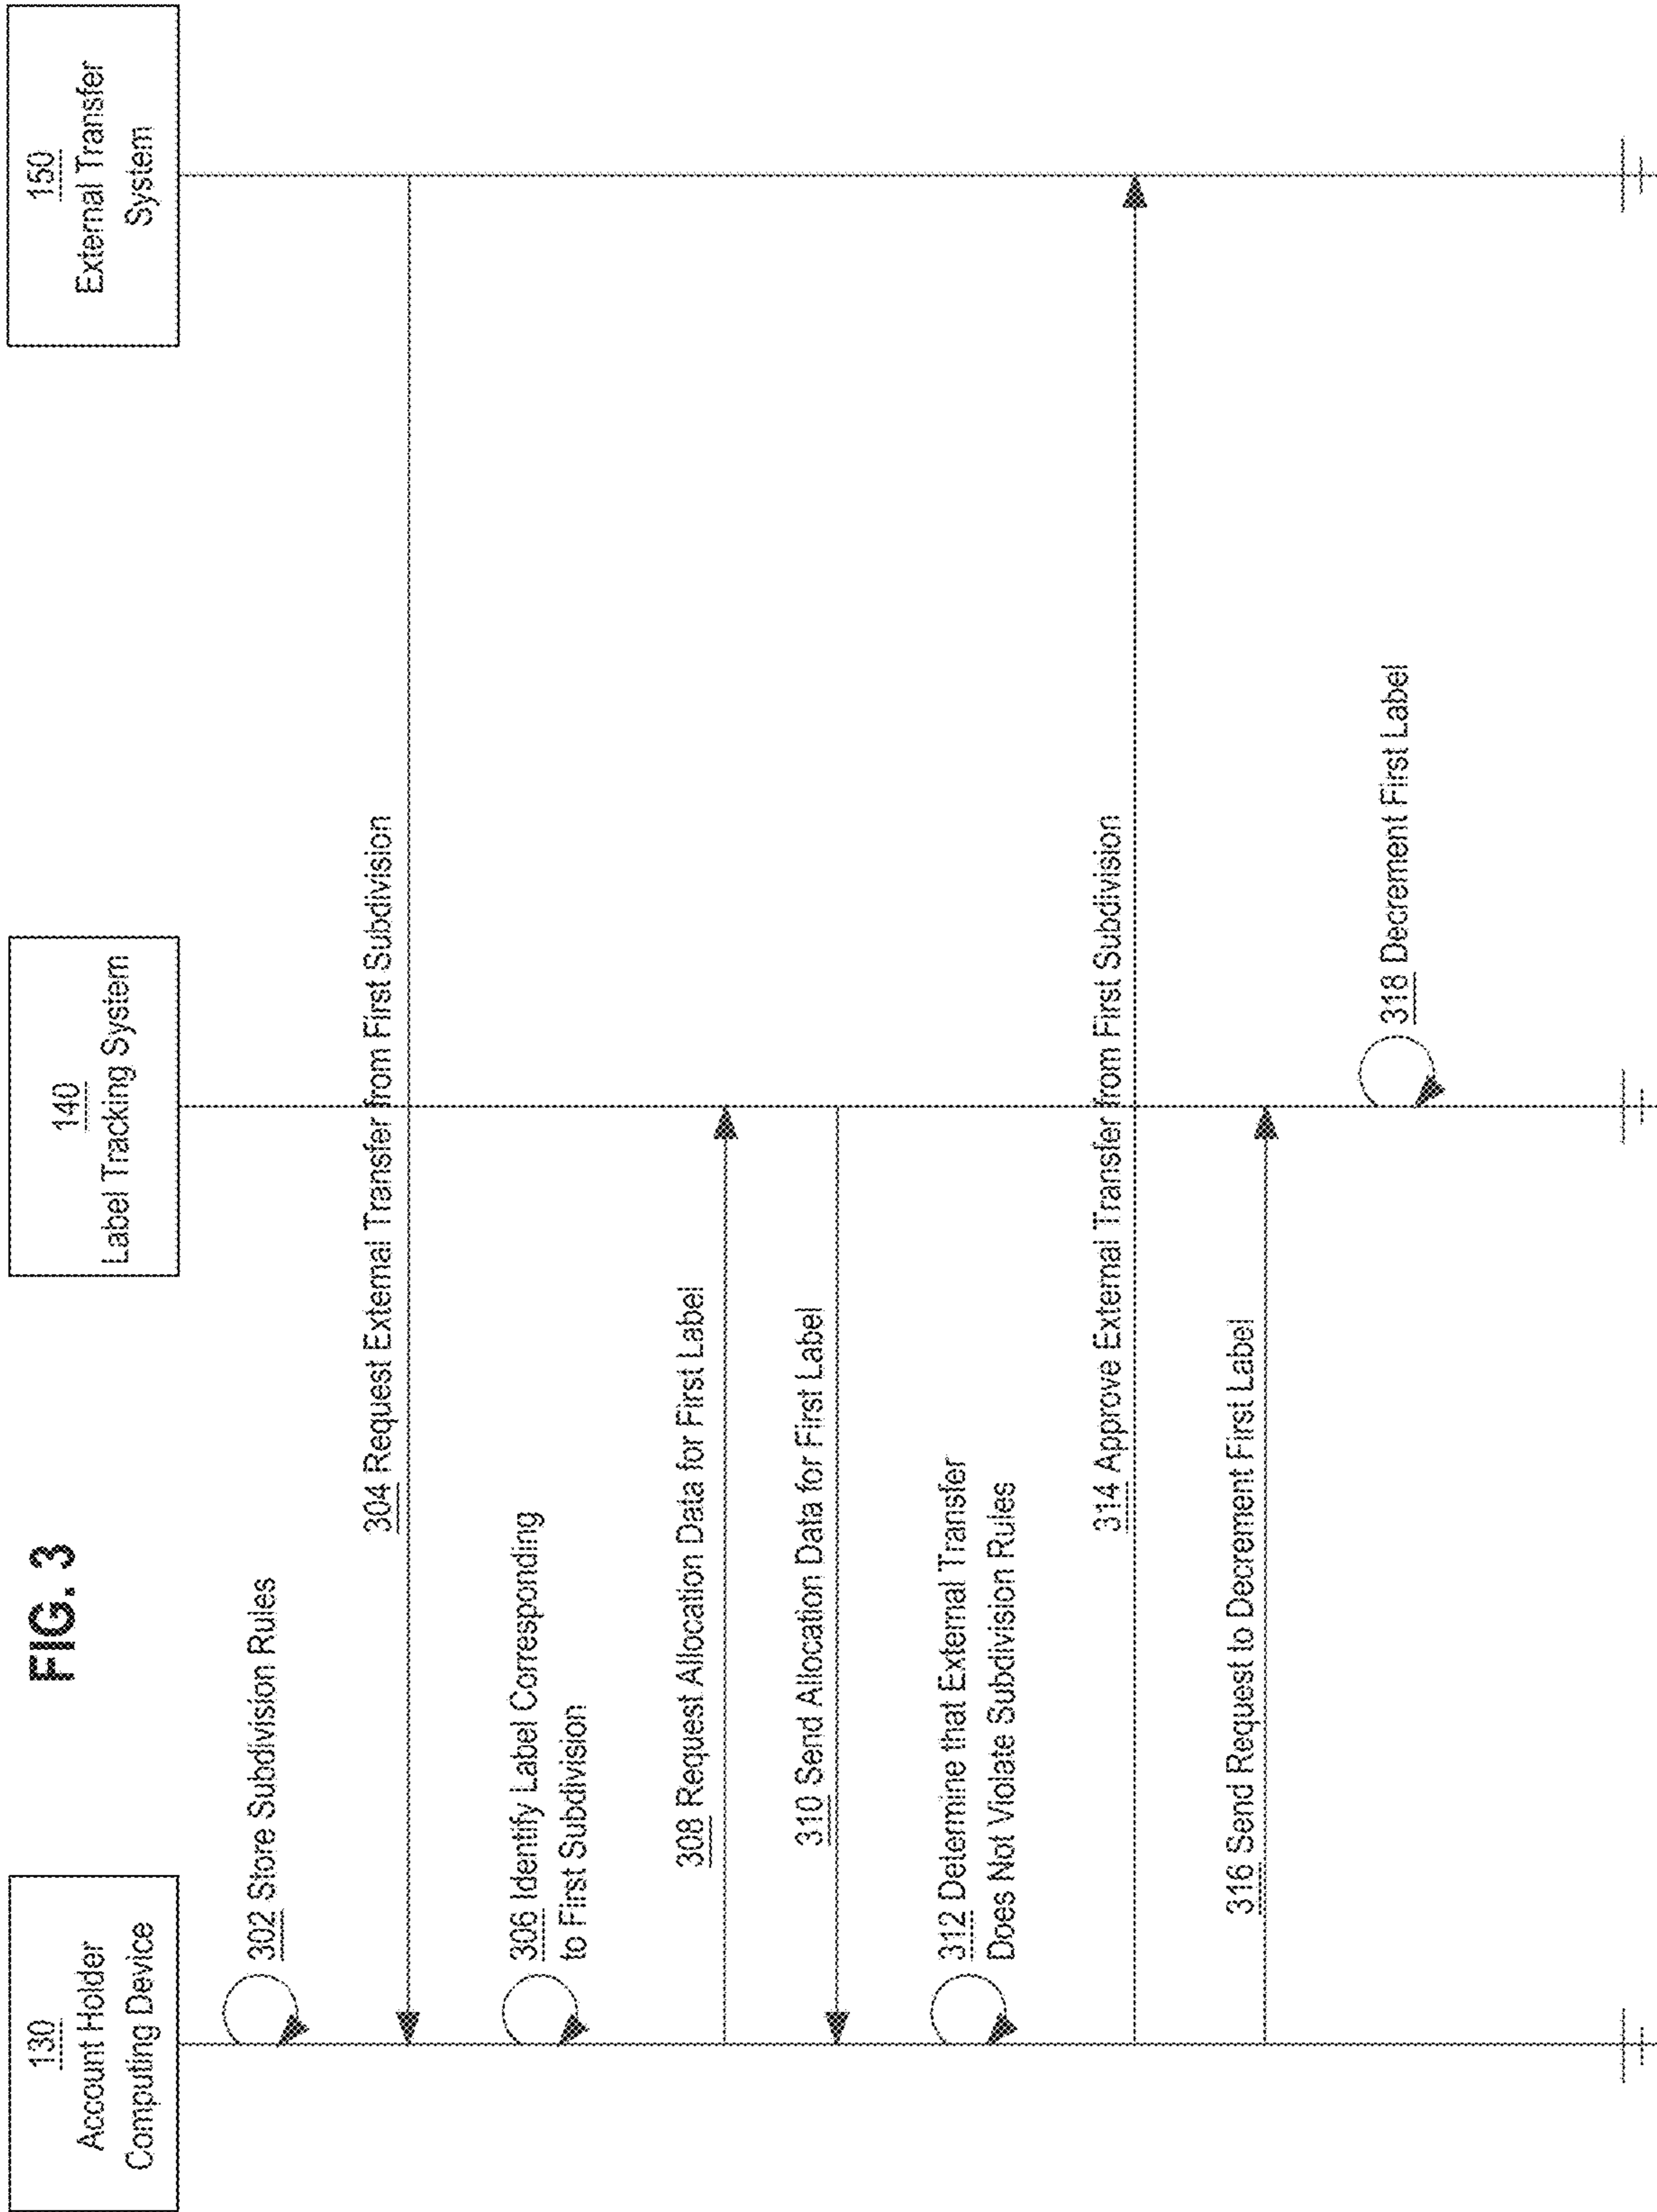 FIG. 3
130
Account Holder
Computing Device
140
Label Tracking System
150
External Transfer
System
302 Store Subdivision Rules
304 Request External Transfer from First Subdivision
306 Identify Label Corresponding
to First Subdivision
308 Request Allocation Data for First Label
310 Send Allocation Data for First Label
312 Determine that External Transfer
Does Not Violate Subdivision Rules
314 Approve External Transfer from First Subdivision
316 Send Request to Decrement First Label
318 Decrement First Label